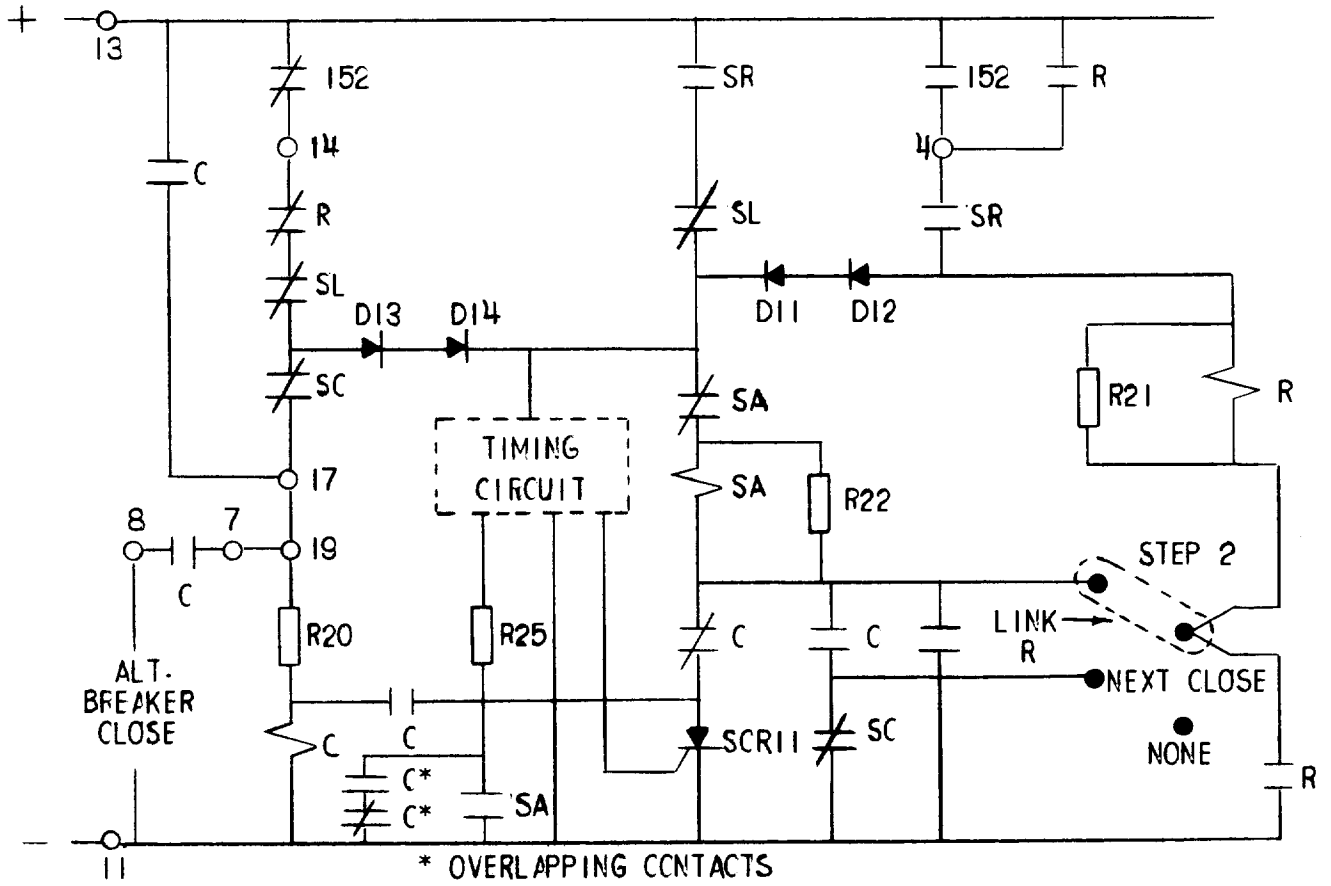 +
13
152
SR
152
R
14
4
C
R
SL
SR
SL
D13
D14
D11
D12
SC
SA
R21
R
TIMING
CIRCUIT
SA
R22
17
8
7
19
C
STEP 2
R20
R25
C
C
LINK
R
ALT-
BREAKER
CLOSE
NEXT CLOSE
C
C
SCR11
SC
NONE
C*
C*
SA
R
-
11
* OVERLAPPING CONTACTS